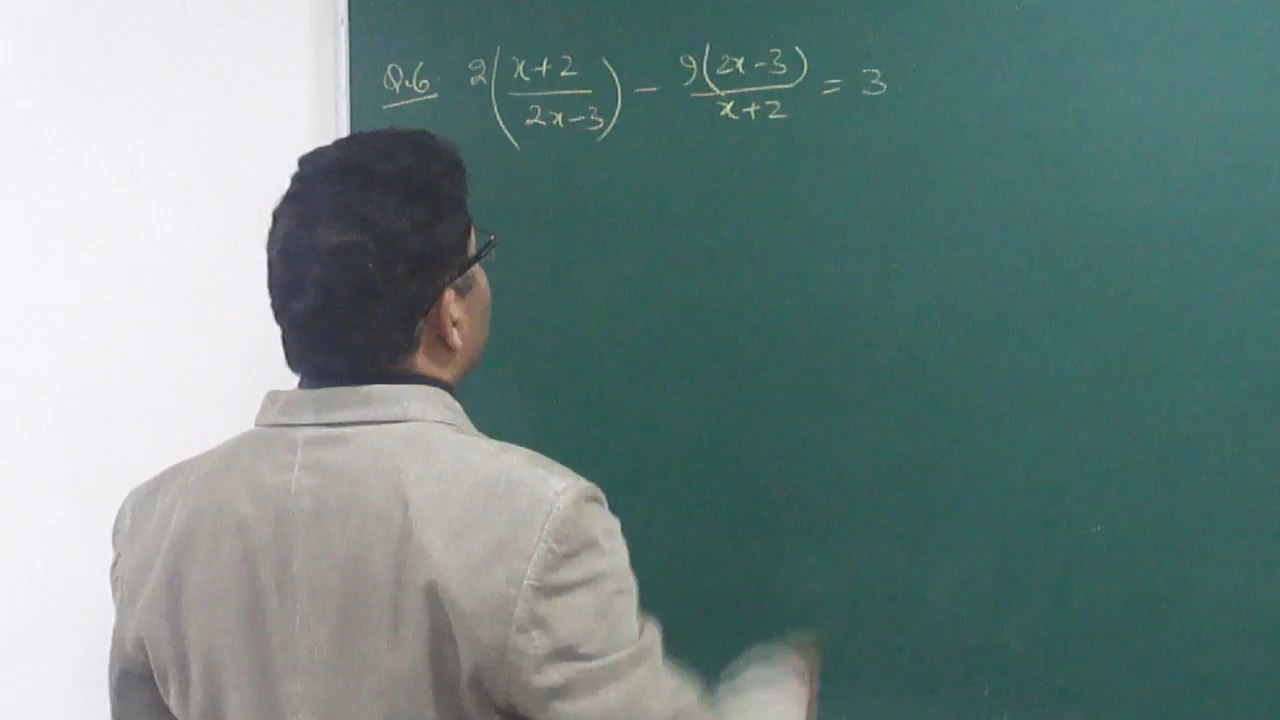 Q.6 2(x+2/2x-3) - 9(2x-3)/x+2 = 3